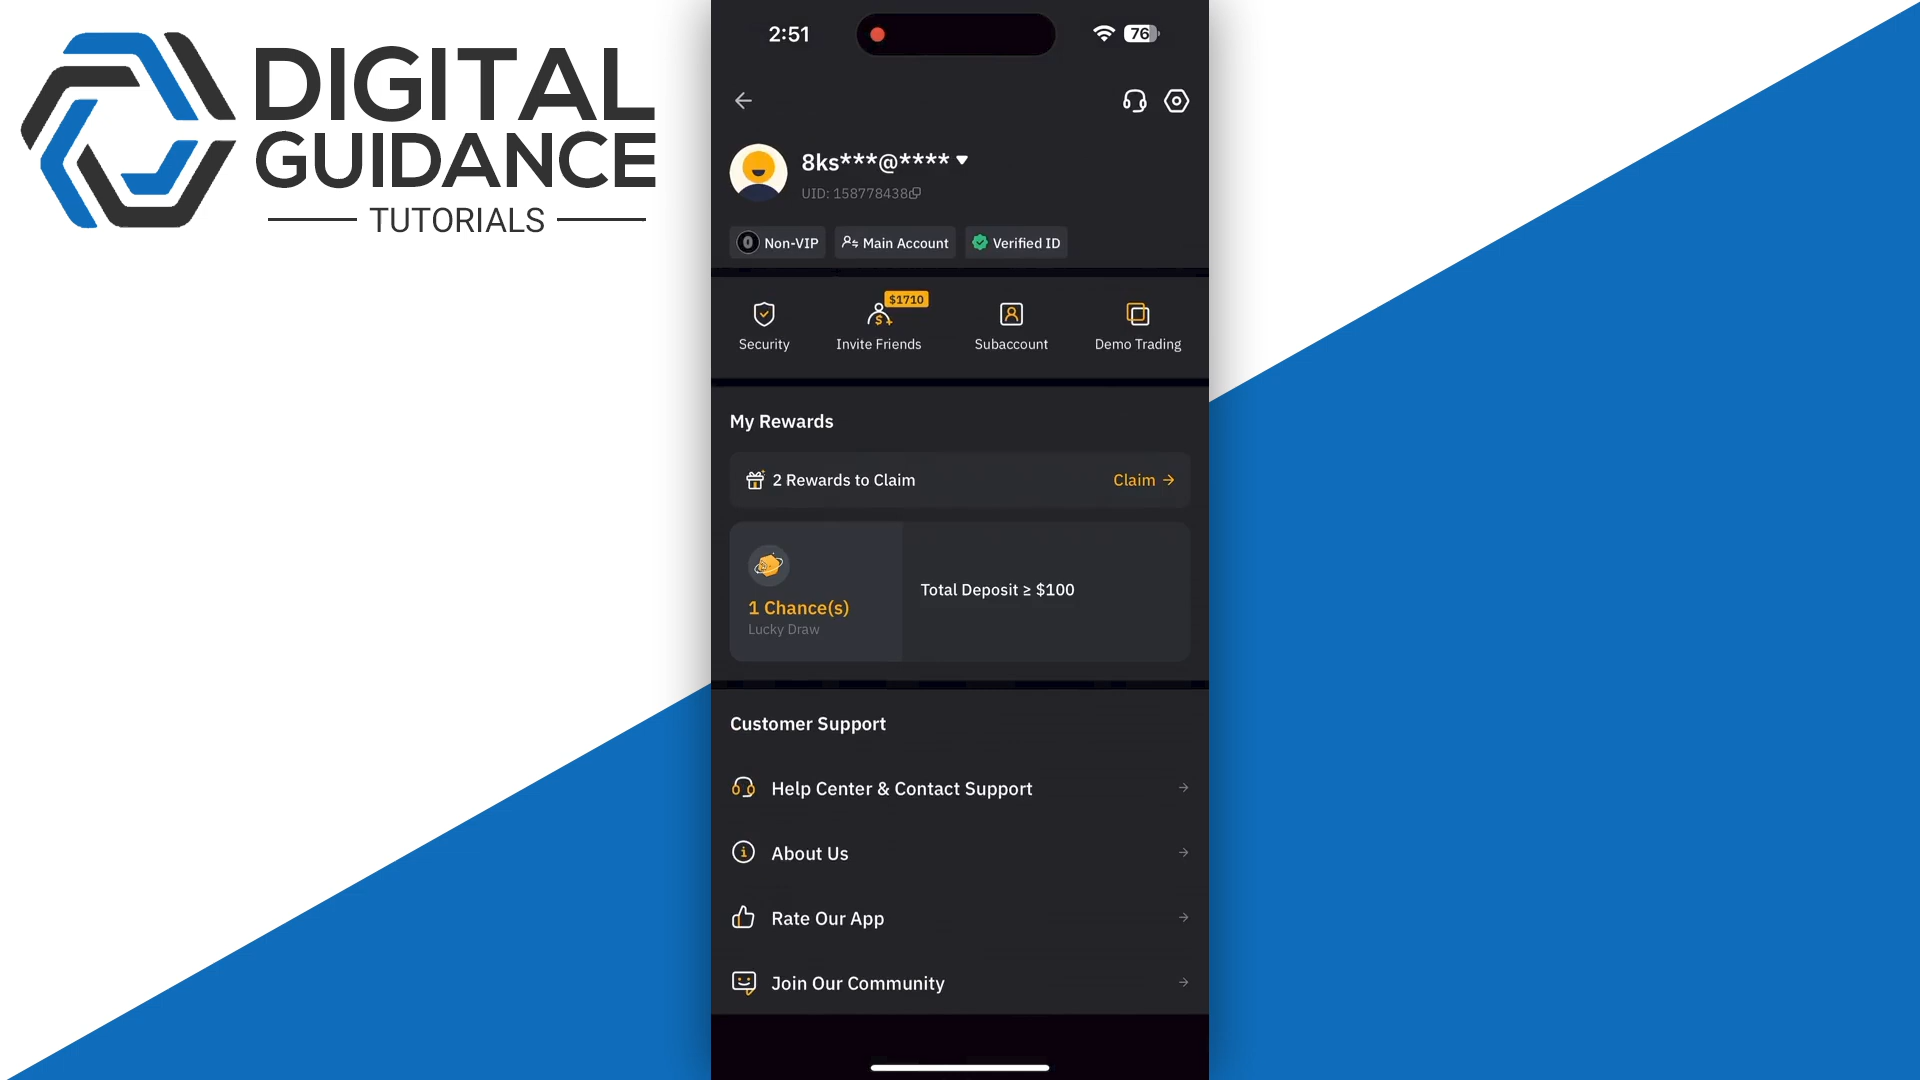 DIGITAL
GUIDANCE
TUTORIALS
2:51
76
8ks***@****
UID: 158778438
0 Non-VIP
Main Account
Verified ID
$1710
Security
Invite Friends
Subaccount
Demo Trading
My Rewards
2 Rewards to Claim
Claim
1 Chance(s)
Lucky Draw
Total Deposit ≥ $100
Customer Support
Help Center & Contact Support
About Us
Rate Our App
Join Our Community